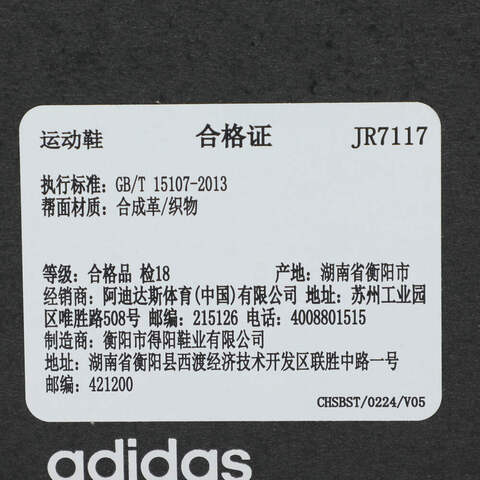 运动鞋 合格证 JR7117
执行标准: GB/T 15107-2013
帮面材质: 合成革/织物
等级: 合格品 检18 产地: 湖南省衡阳市
经销商: 阿迪达斯体育(中国)有限公司 地址: 苏州工业园
区唯胜路508号 邮编: 215126 电话: 4008801515
制造商: 衡阳市得阳鞋业有限公司
地址: 湖南省衡阳县西渡经济技术开发区联胜中路一号
邮编: 421200
CHSBST/0224/V05
adidas